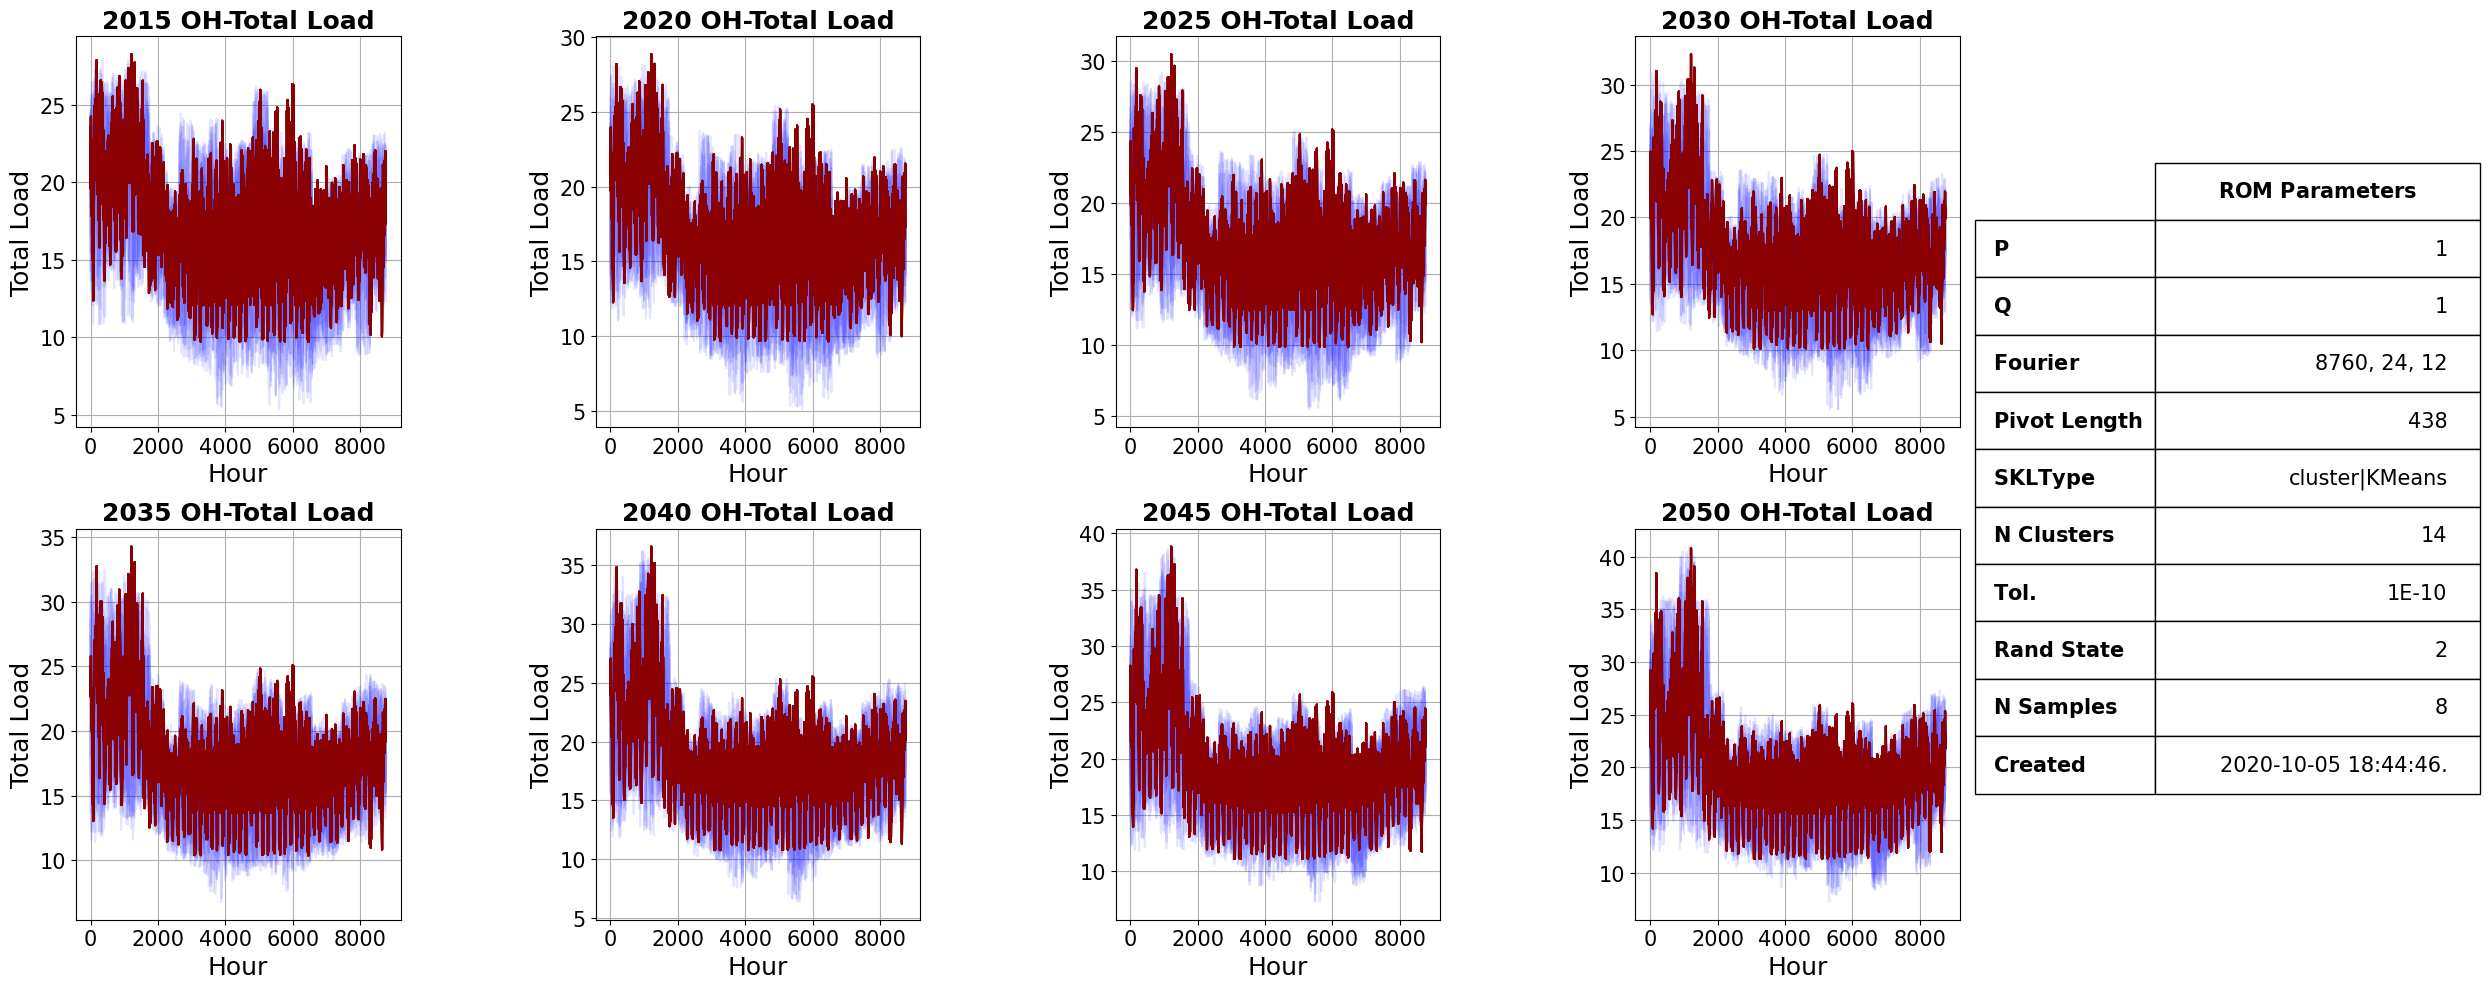 2015 OH-Total Load
Total Load
25
20
15
10
5
0 2000 4000 6000 8000
Hour
2020 OH-Total Load
Total Load
30
25
20
15
10
5
0 2000 4000 6000 8000
Hour
2025 OH-Total Load
Total Load
30
25
20
15
10
5
0 2000 4000 6000 8000
Hour
2030 OH-Total Load
Total Load
30
25
20
15
10
5
0 2000 4000 6000 8000
Hour
2035 OH-Total Load
Total Load
35
30
25
20
15
10
0 2000 4000 6000 8000
Hour
2040 OH-Total Load
Total Load
35
30
25
20
15
10
5
0 2000 4000 6000 8000
Hour
2045 OH-Total Load
Total Load
40
35
30
25
20
15
10
0 2000 4000 6000 8000
Hour
2050 OH-Total Load
Total Load
40
35
30
25
20
15
10
0 2000 4000 6000 8000
Hour
ROM Parameters
P 1
Q 1
Fourier 8760, 24, 12
Pivot Length 438
SKLType cluster|KMeans
N Clusters 14
Tol. 1E-10
Rand State 2
N Samples 8
Created 2020-10-05 18:44:46.